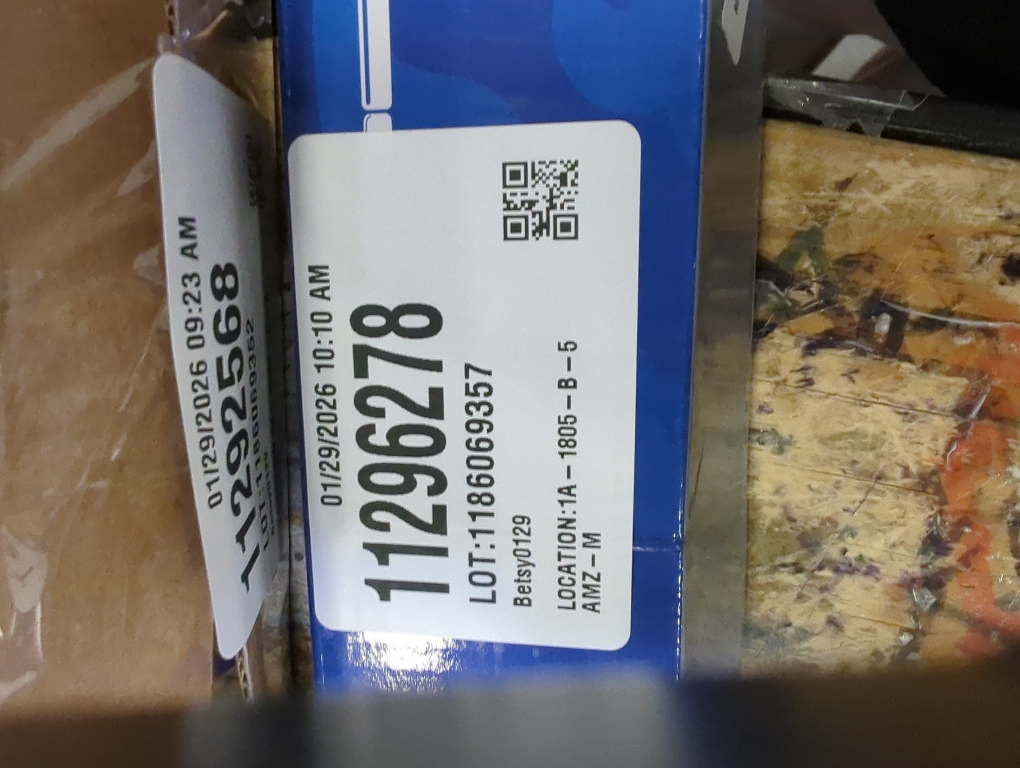 01/29/2026 09:23 AM
11292568
01/29/2026 10:10 AM
11296278
LOT:1186069357
Betsy0129
LOCATION:1A-1805-B-5
AMZ-M